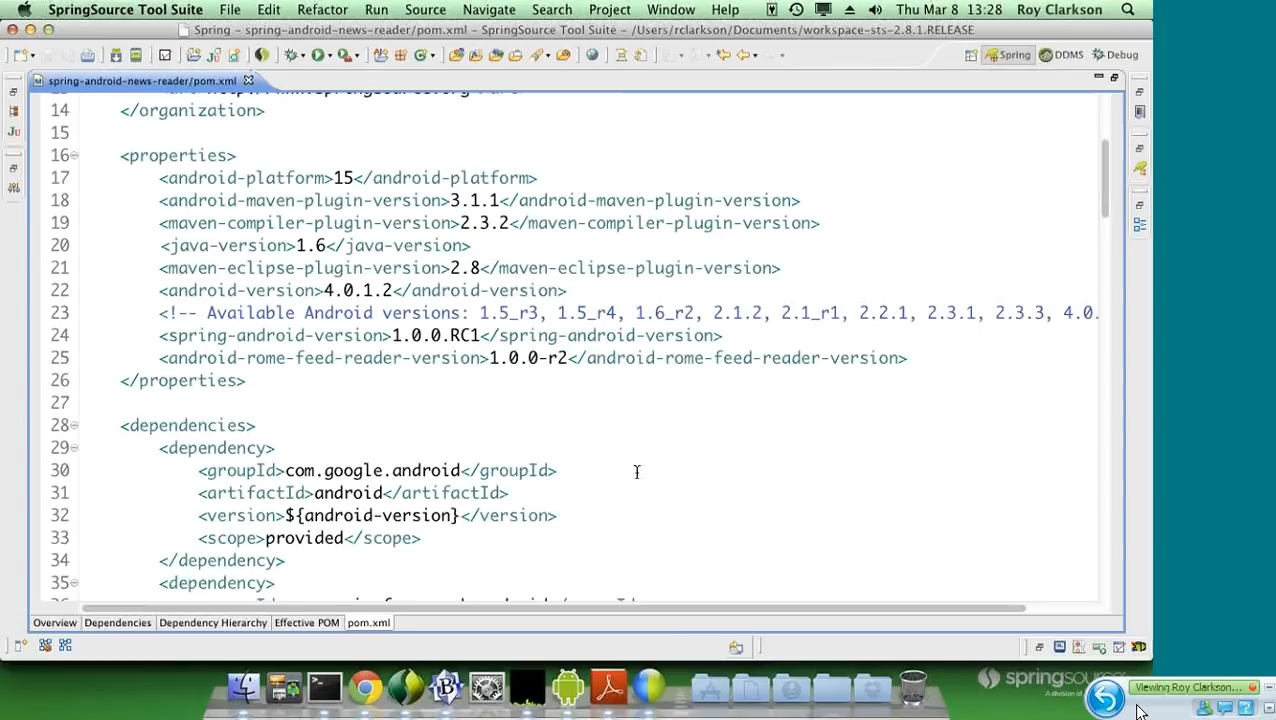 SpringSource Tool Suite File Edit Refactor Run Source Navigate Search Project Window Help Thu Mar 8 13:28 Roy Clarkson
Spring – spring-android-news-reader/pom.xml – SpringSource Tool Suite – /Users/rclarkson/Documents/workspace-sts-2.8.1.RELEASE
Spring DDMS Debug
spring-android-news-reader/pom.xml
14 </organization>
15
16 <properties>
17 <android-platform>15</android-platform>
18 <android-maven-plugin-version>3.1.1</android-maven-plugin-version>
19 <maven-compiler-plugin-version>2.3.2</maven-compiler-plugin-version>
20 <java-version>1.6</java-version>
21 <maven-eclipse-plugin-version>2.8</maven-eclipse-plugin-version>
22 <android-version>4.0.1.2</android-version>
23 <!-- Available Android versions: 1.5_r3, 1.5_r4, 1.6_r2, 2.1.2, 2.1_r1, 2.2.1, 2.3.1, 2.3.3, 4.0.
24 <spring-android-version>1.0.0.RC1</spring-android-version>
25 <android-rome-feed-reader-version>1.0.0-r2</android-rome-feed-reader-version>
26 </properties>
27
28 <dependencies>
29 <dependency>
30 <groupId>com.google.android</groupId>
31 <artifactId>android</artifactId>
32 <version>${android-version}</version>
33 <scope>provided</scope>
34 </dependency>
35 <dependency>
Overview Dependencies Dependency Hierarchy Effective POM pom.xml
springsource
A division of
Viewing Roy Clarkson...